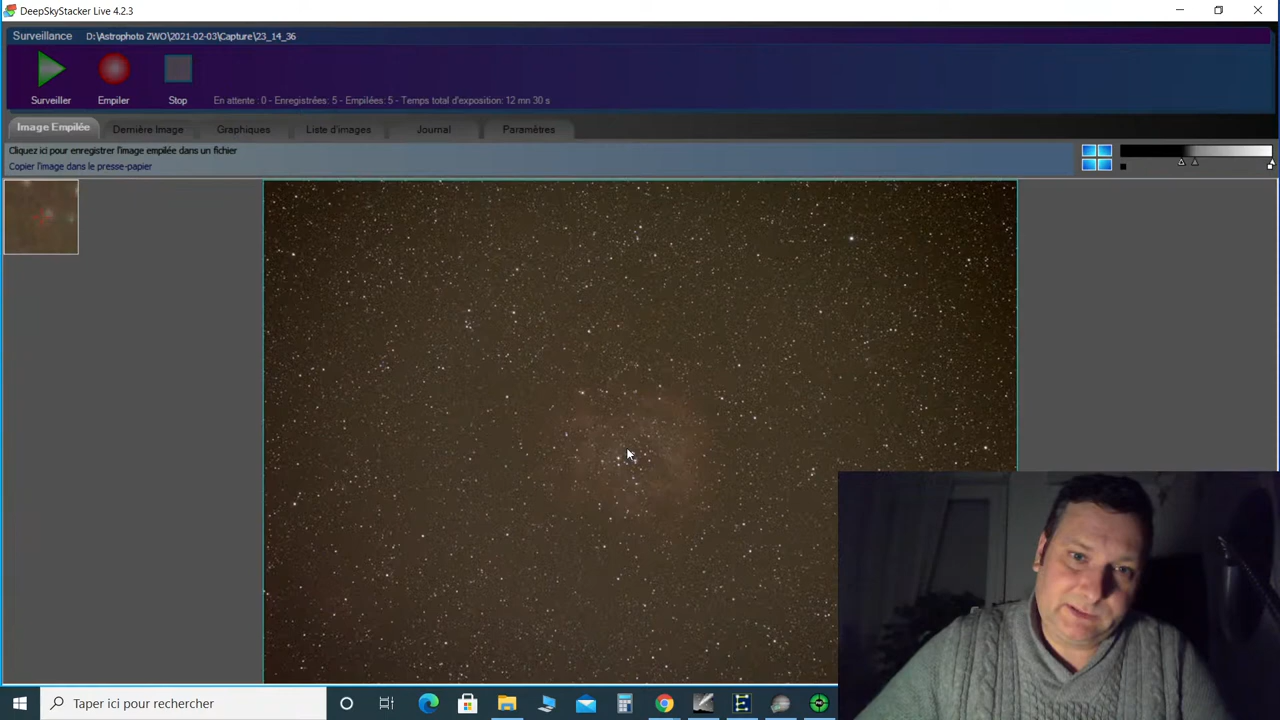 DeepSkyStacker Live 4.2.3
Surveillance D:\Astrophoto ZWO\2021-02-03\Capture\23_14_36
Surveiller Empiler Stop En attente : 0 - Enregistrées: 5 - Empilées: 5 - Temps total d'exposition: 12 mn 30 s
Image Empilée Dernière Image Graphiques Liste d'images Journal Paramètres
Cliquez ici pour enregistrer l'image empilée dans un fichier
Copier l'image dans le presse-papier
Taper ici pour rechercher